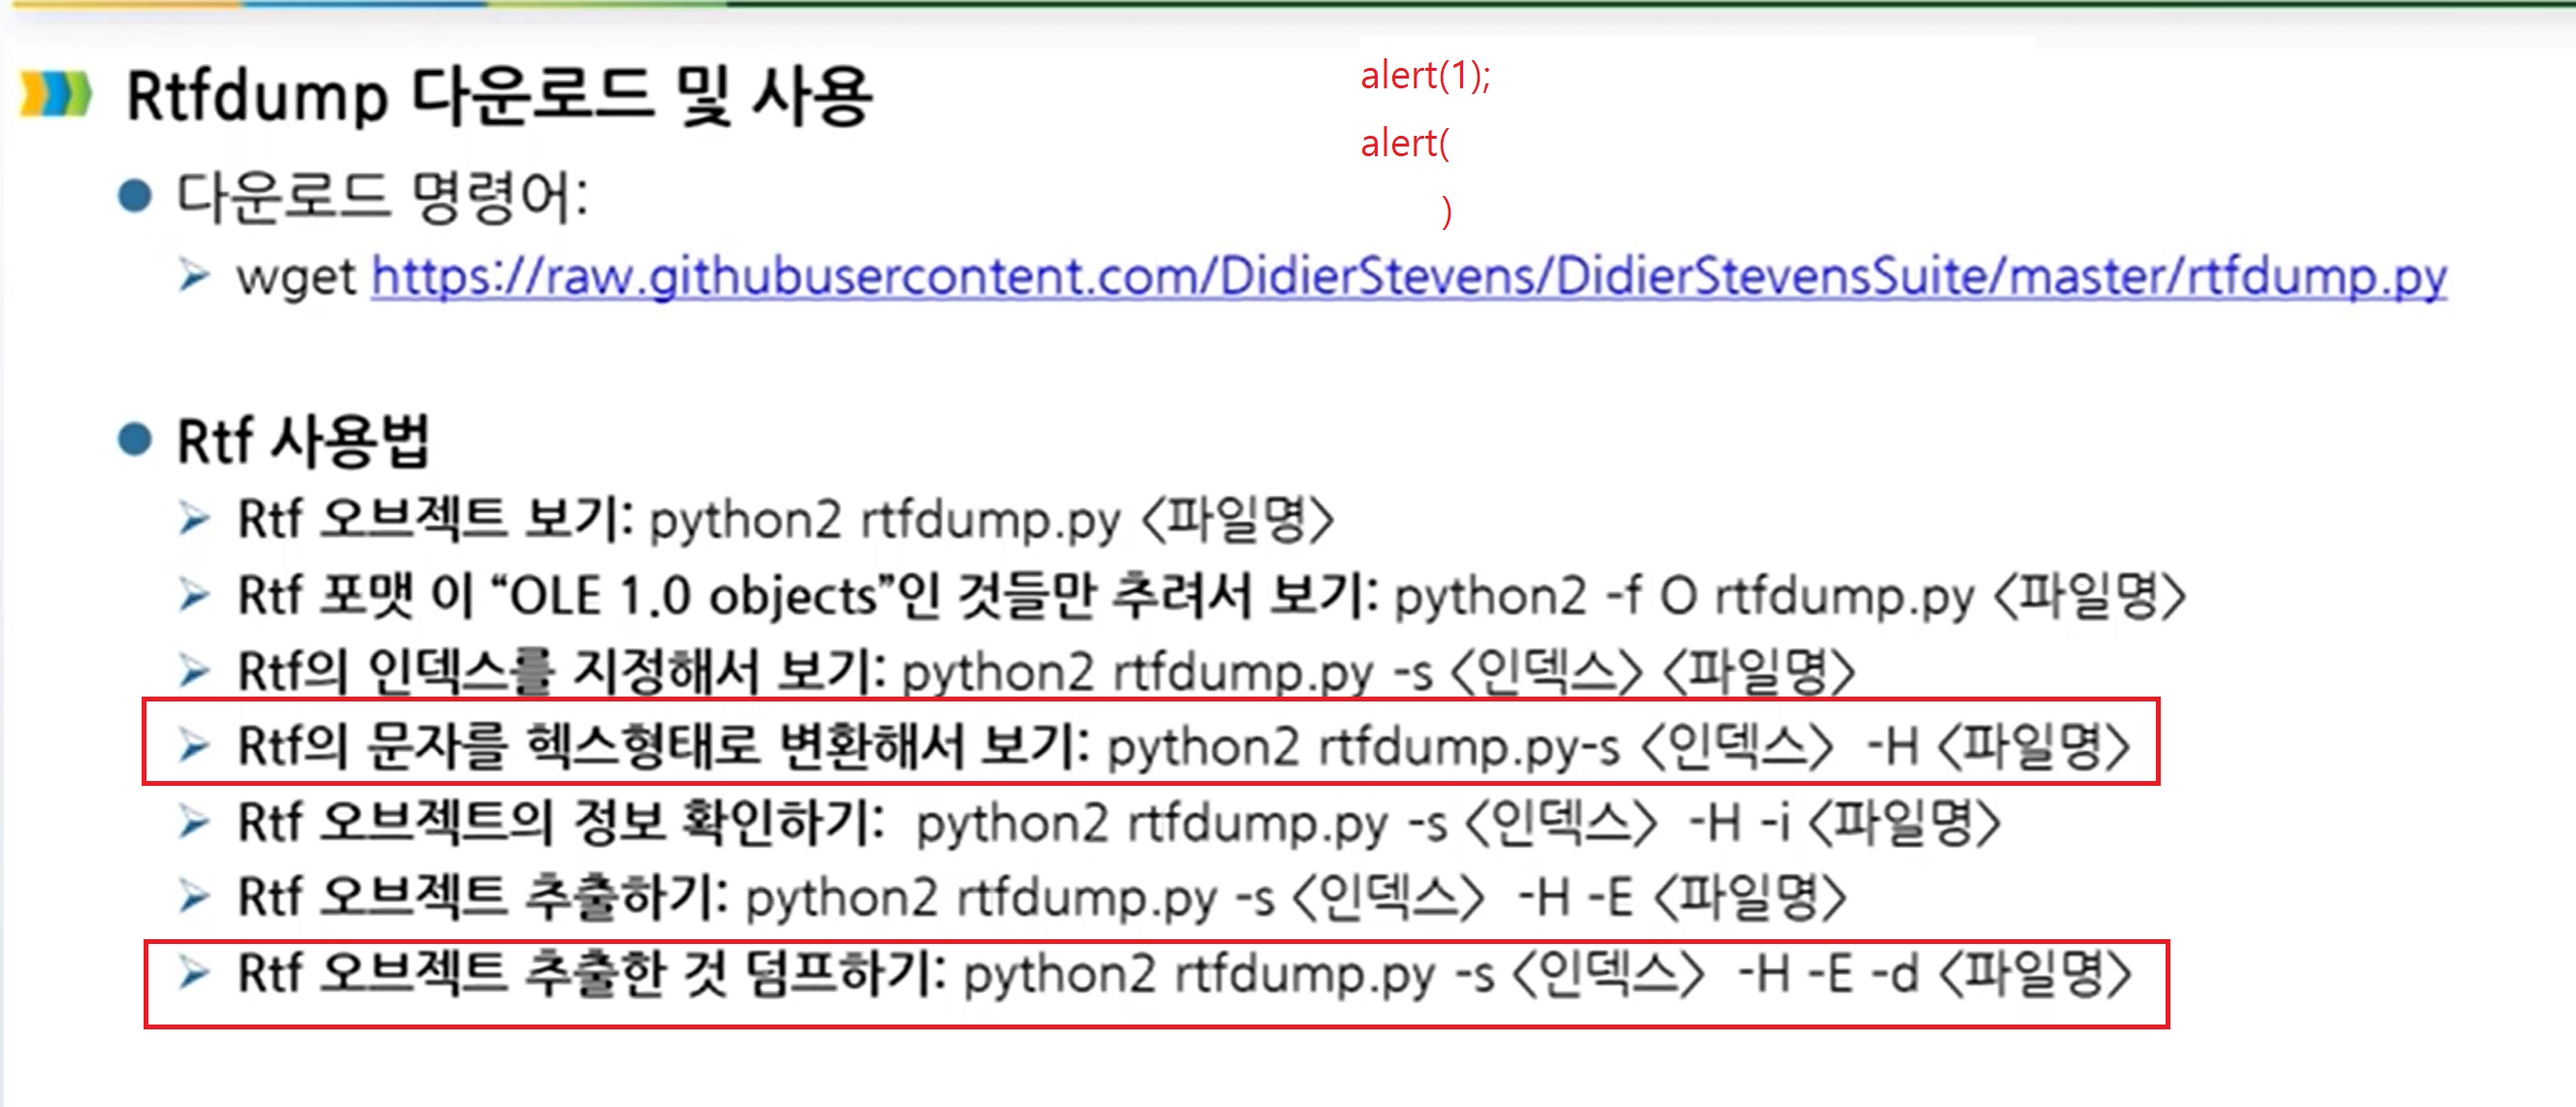 Rtfdump 다운로드 및 사용
alert(1);
alert(
)
다운로드 명령어:
wget https://raw.githubusercontent.com/DidierStevens/DidierStevensSuite/master/rtfdump.py
Rtf 사용법
Rtf 오브젝트 보기: python2 rtfdump.py 〈파일명〉
Rtf 포맷 이 “OLE 1.0 objects”인 것들만 추려서 보기: python2 -f O rtfdump.py 〈파일명〉
Rtf의 인덱스를 지정해서 보기: python2 rtfdump.py -s 〈인덱스〉 〈파일명〉
Rtf의 문자를 헥스형태로 변환해서 보기: python2 rtfdump.py-s 〈인덱스〉 -H 〈파일명〉
Rtf 오브젝트의 정보 확인하기: python2 rtfdump.py -s 〈인덱스〉 -H -i 〈파일명〉
Rtf 오브젝트 추출하기: python2 rtfdump.py -s 〈인덱스〉 -H -E 〈파일명〉
Rtf 오브젝트 추출한 것 덤프하기: python2 rtfdump.py -s 〈인덱스〉 -H -E -d 〈파일명〉